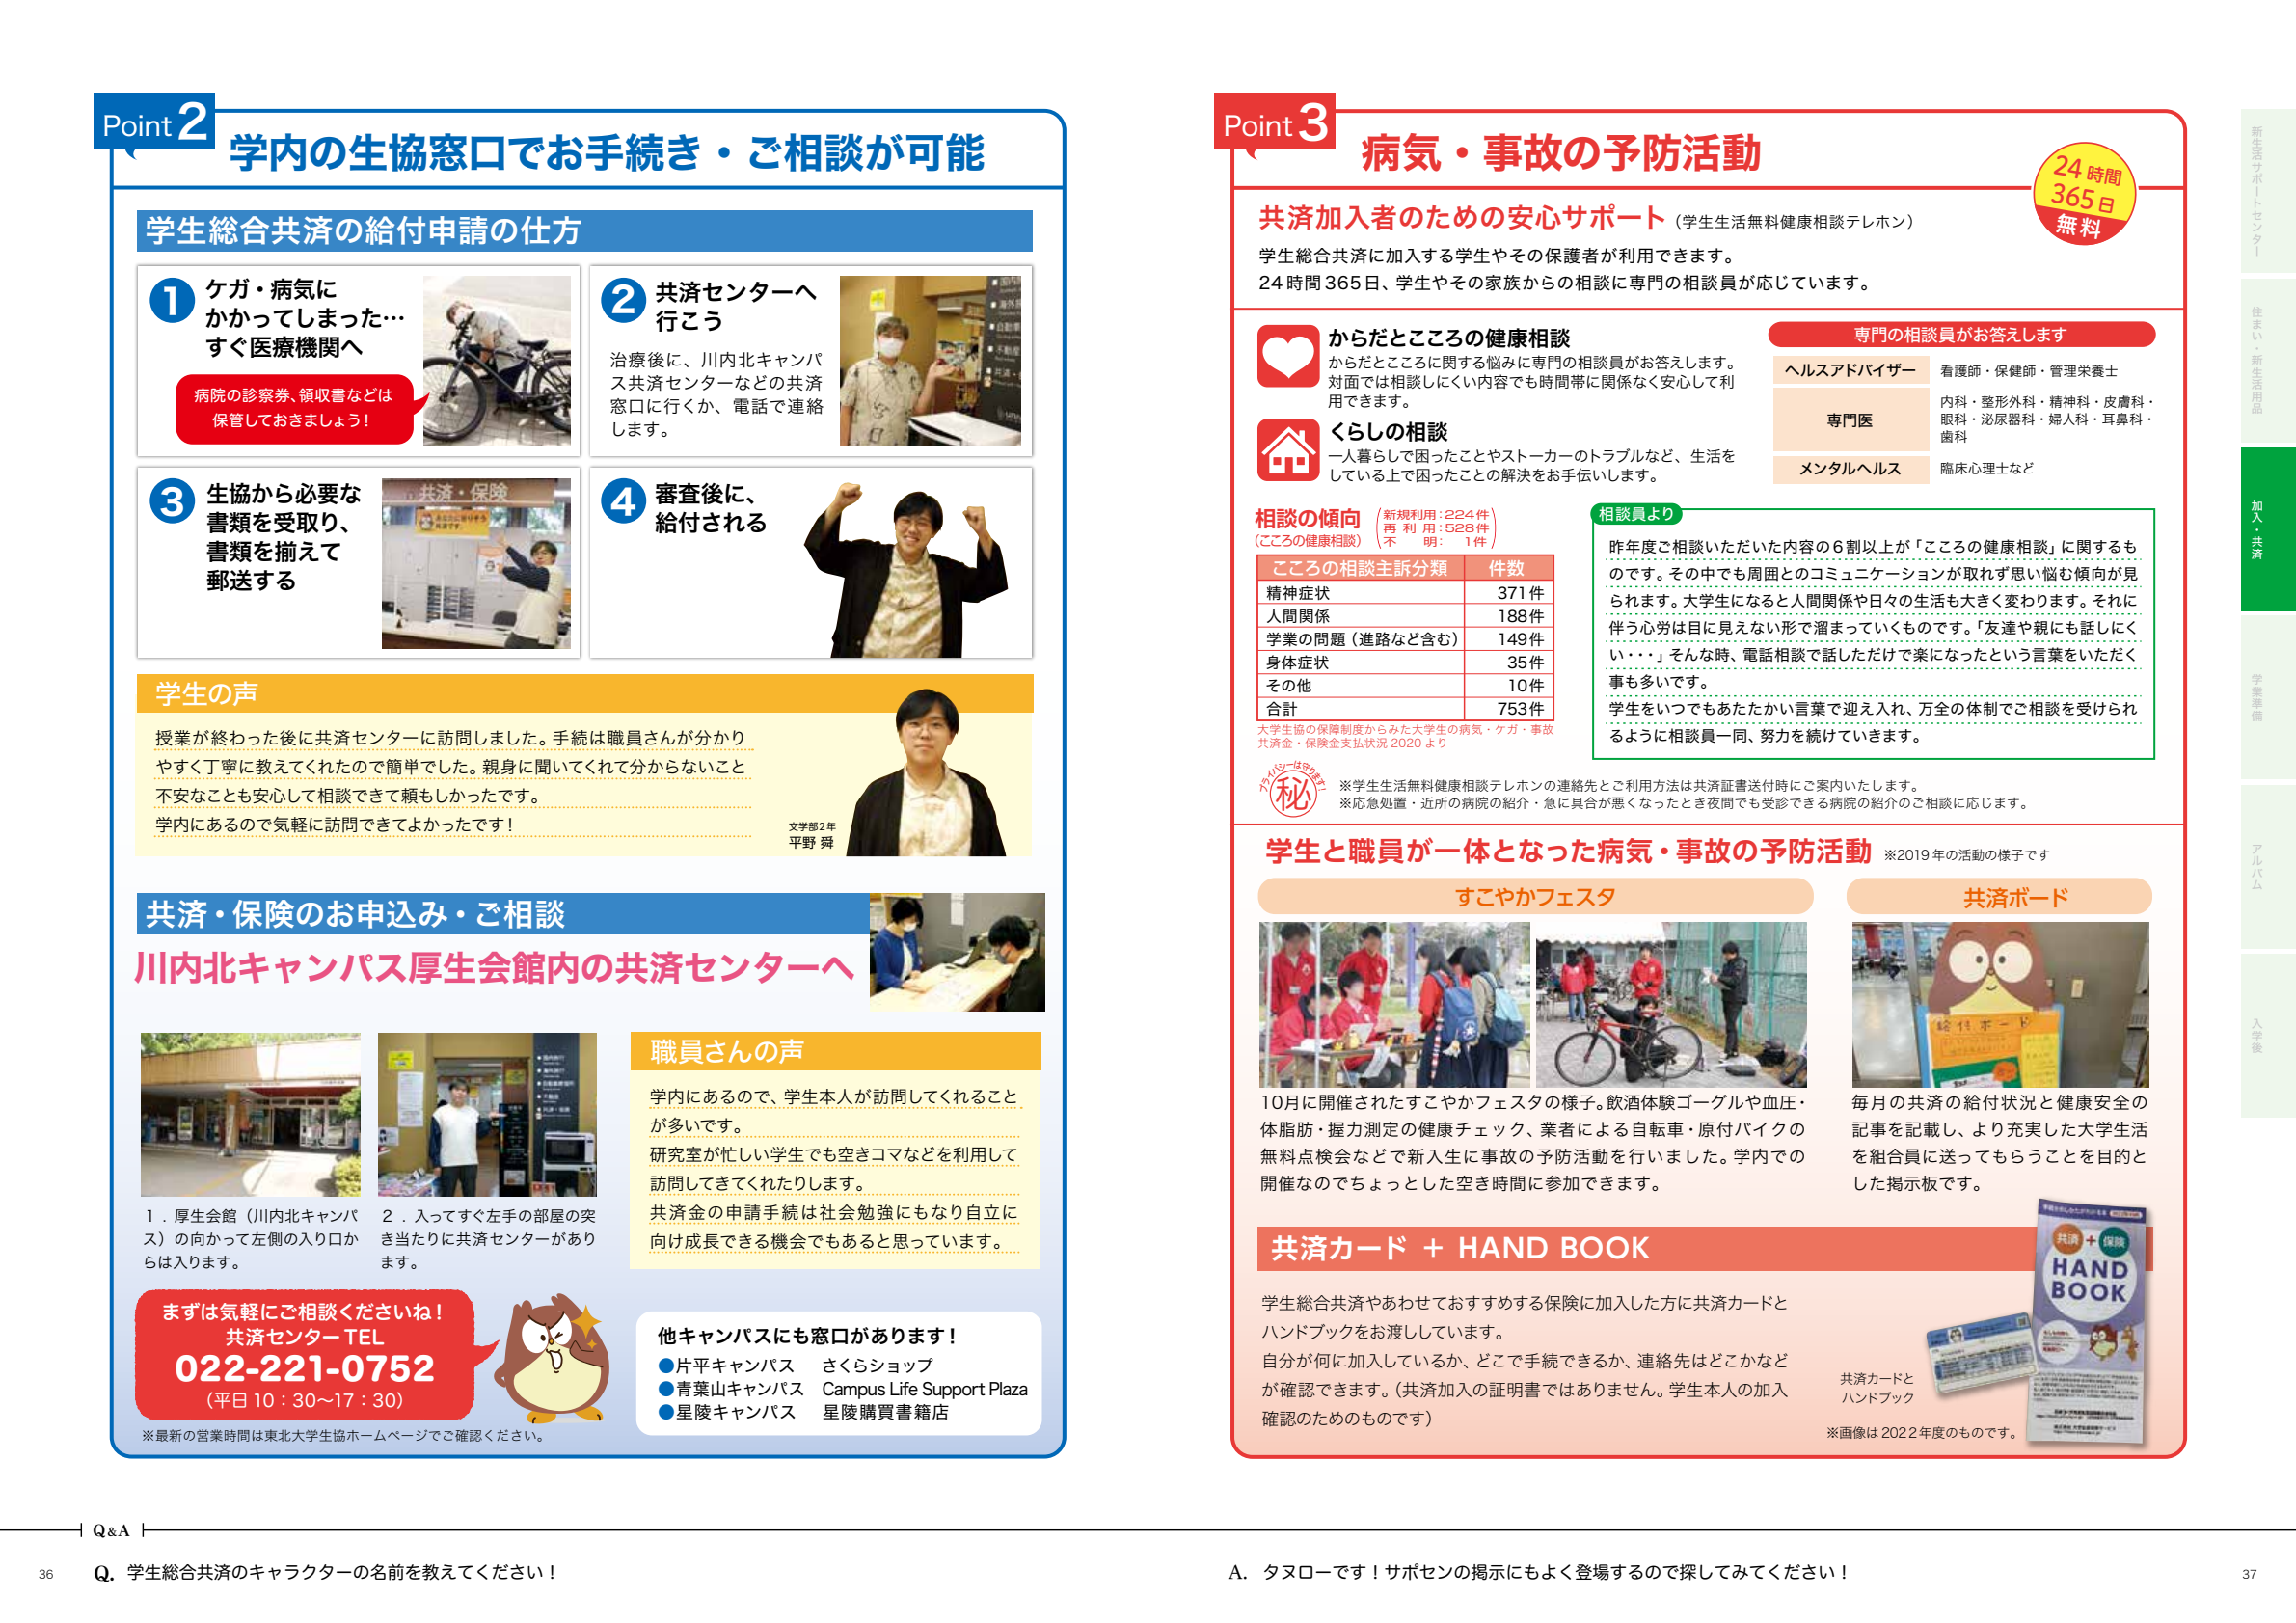 Point 2
学内の生協窓口でお手続き・ご相談が可能
学生総合共済の給付申請の仕方
1 ケガ・病気に
かかってしまった…
すぐ医療機関へ
病院の診察券、領収書などは
保管しておきましょう！
2 共済センターへ
行こう
治療後に、川内北キャンパ
ス共済センターなどの共済
窓口に行くか、電話で連絡
します。
3 生協から必要な
書類を受取り、
書類を揃えて
郵送する
共済・保険
4 審査後に、
給付される
学生の声
授業が終わった後に共済センターに訪問しました。手続は職員さんが分かり
やすく丁寧に教えてくれたので簡単でした。親身に聞いてくれて分からないこと
不安なことも安心して相談できて頼もしかったです。
学内にあるので気軽に訪問できてよかったです！
文学部2年
平野 舜
共済・保険のお申込み・ご相談
川内北キャンパス厚生会館内の共済センターへ
1．厚生会館（川内北キャンパ
ス）の向かって左側の入り口か
らは入ります。
2．入ってすぐ左手の部屋の突
き当たりに共済センターがあり
ます。
職員さんの声
学内にあるので、学生本人が訪問してくれること
が多いです。
研究室が忙しい学生でも空きコマなどを利用して
訪問してきてくれたりします。
共済金の申請手続は社会勉強にもなり自立に
向け成長できる機会でもあると思っています。
まずは気軽にご相談くださいね！
共済センター TEL
022-221-0752
（平日 10：30〜17：30）
※最新の営業時間は東北大学生協ホームページでご確認ください。
他キャンパスにも窓口があります！
●片平キャンパス さくらショップ
●青葉山キャンパス Campus Life Support Plaza
●星陵キャンパス 星陵購買書籍店
Point 3
病気・事故の予防活動
24時間
365日
無料
共済加入者のための安心サポート（学生生活無料健康相談テレホン）
学生総合共済に加入する学生やその保護者が利用できます。
24時間365日、学生やその家族からの相談に専門の相談員が応じています。
からだとこころの健康相談
からだとこころに関する悩みに専門の相談員がお答えします。
対面では相談しにくい内容でも時間帯に関係なく安心して利
用できます。
くらしの相談
一人暮らしで困ったことやストーカーのトラブルなど、生活を
している上で困ったことの解決をお手伝いします。
専門の相談員がお答えします
ヘルスアドバイザー 看護師・保健師・管理栄養士
専門医 内科・整形外科・精神科・皮膚科・
眼科・泌尿器科・婦人科・耳鼻科・
歯科
メンタルヘルス 臨床心理士など
相談の傾向
（こころの健康相談）
新規利用：224件
再利用：528件
不明：1件
こころの相談主訴分類 件数
精神症状 371件
人間関係 188件
学業の問題（進路など含む） 149件
身体症状 35件
その他 10件
合計 753件
大学生協の保障制度からみた大学生の病気・ケガ・事故
共済金・保険金支払状況 2020 より
相談員より
昨年度ご相談いただいた内容の6割以上が「こころの健康相談」に関するも
のです。その中でも周囲とのコミュニケーションが取れず思い悩む傾向が見
られます。大学生になると人間関係や日々の生活も大きく変わります。それに
伴う心労は目に見えない形で溜まっていくものです。「友達や親にも話しにく
い・・・」そんな時、電話相談で話しただけで楽になったという言葉をいただく
事も多いです。
学生をいつでもあたたかい言葉で迎え入れ、万全の体制でご相談を受けられ
るように相談員一同、努力を続けていきます。
プライバシーは守ります！
秘
※学生生活無料健康相談テレホンの連絡先とご利用方法は共済証書送付時にご案内いたします。
※応急処置・近所の病院の紹介・急に具合が悪くなったとき夜間でも受診できる病院の紹介のご相談に応じます。
学生と職員が一体となった病気・事故の予防活動 ※2019年の活動の様子です
すこやかフェスタ
10月に開催されたすこやかフェスタの様子。飲酒体験ゴーグルや血圧・
体脂肪・握力測定の健康チェック、業者による自転車・原付バイクの
無料点検会などで新入生に事故の予防活動を行いました。学内での
開催なのでちょっとした空き時間に参加できます。
共済ボード
給付ボード
毎月の共済の給付状況と健康安全の
記事を記載し、より充実した大学生活
を組合員に送ってもらうことを目的と
した掲示板です。
共済カード ＋ HAND BOOK
学生総合共済やあわせておすすめする保険に加入した方に共済カードと
ハンドブックをお渡ししています。
自分が何に加入しているか、どこで手続できるか、連絡先はどこかなど
が確認できます。（共済加入の証明書ではありません。学生本人の加入
確認のためのものです）
共済カードと
ハンドブック
※画像は2022年度のものです。
共済＋保険
HAND
BOOK
新生活サポートセンター
住まい・新生活用品
加入・共済
学業準備
アルバム
入学後
Q&A
36
Q. 学生総合共済のキャラクターの名前を教えてください！
A. タヌローです！サポセンの掲示にもよく登場するので探してみてください！
37